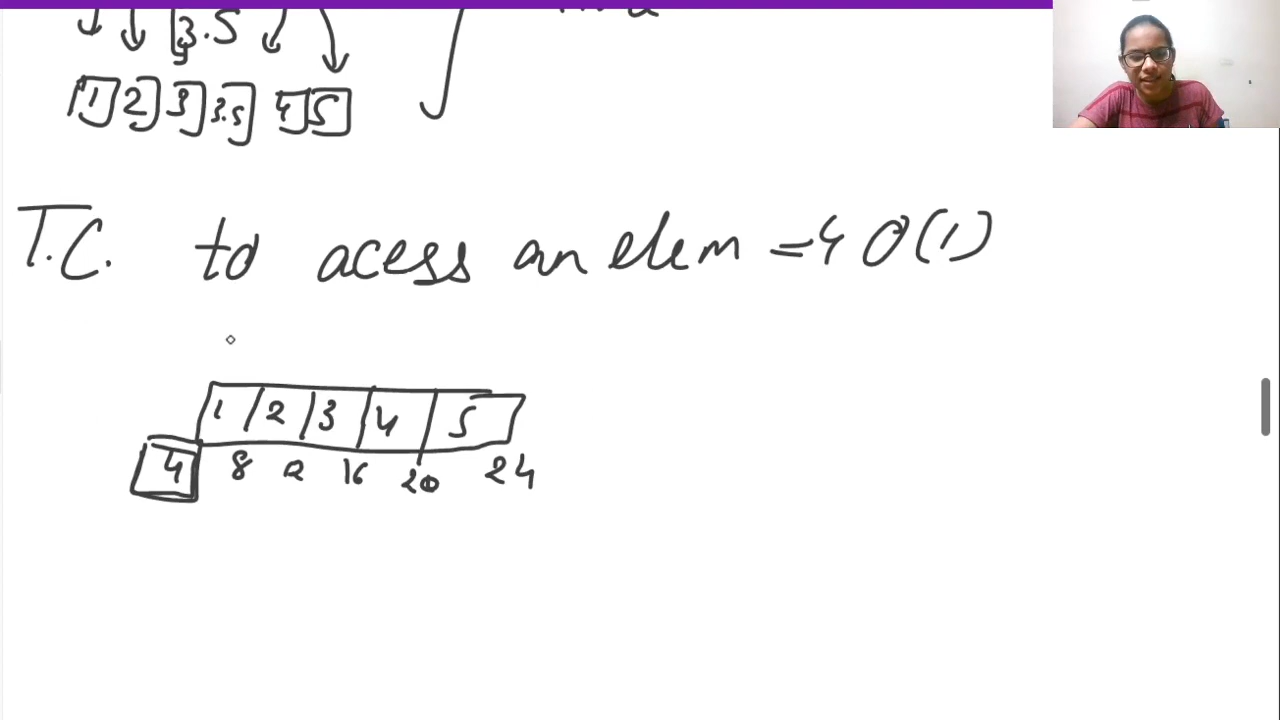 3.5
1 2 3 3.5 4 5
T.C. to acess an elem = O(1)
1 2 3 4 5
4 8 12 16 20 24